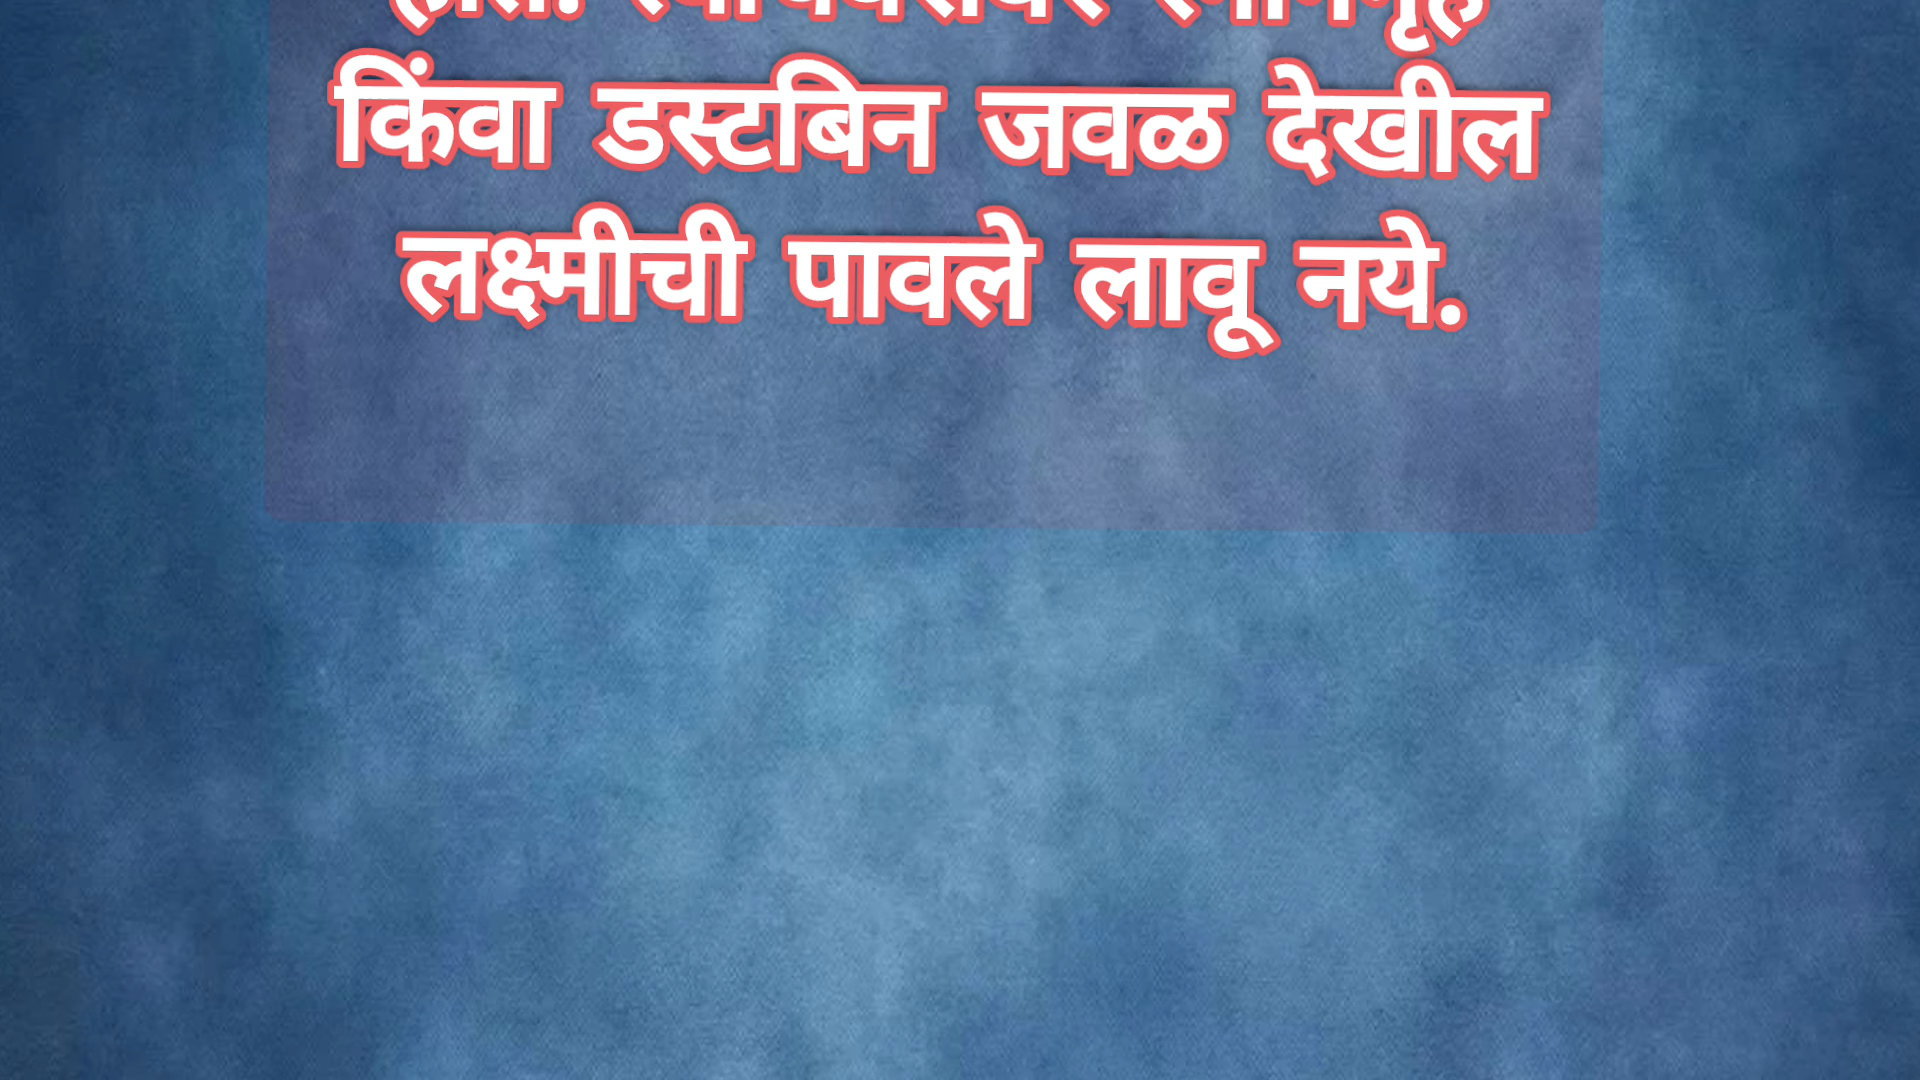 किंवा डस्टबिन जवळ देखील
लक्ष्मीची पावले लावू नये.